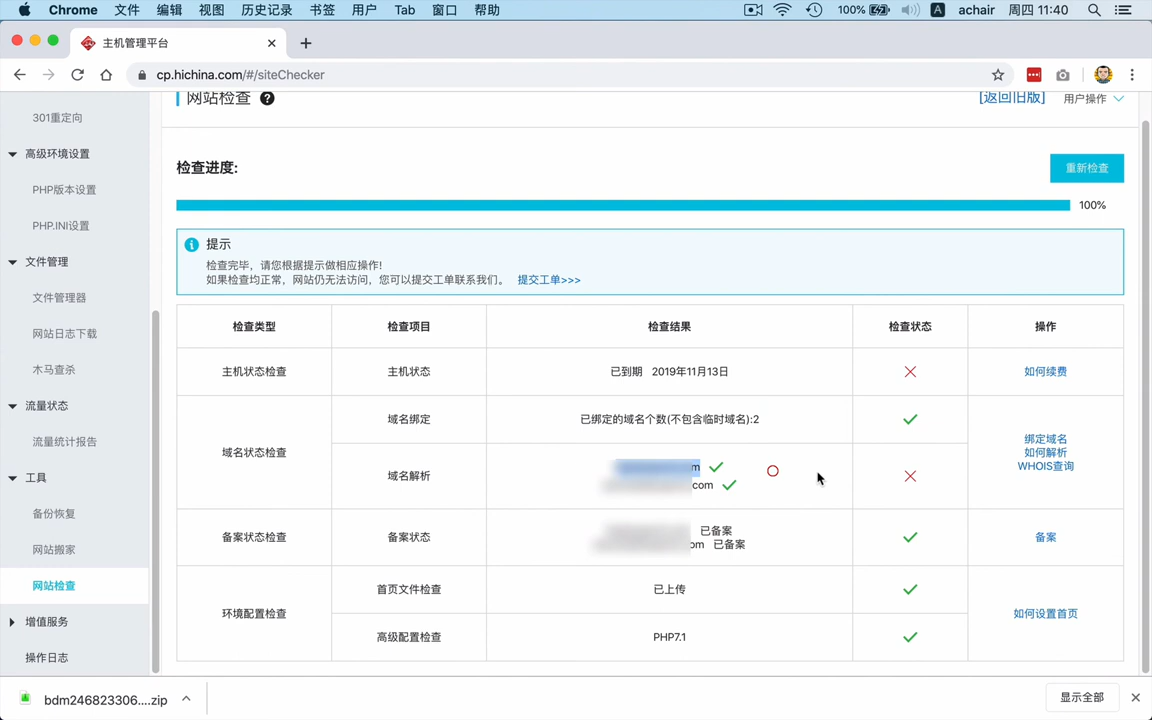 Chrome 文件 编辑 视图 历史记录 书签 用户 Tab 窗口 帮助 100% A achair 周四 11:40
主机管理平台
cp.hichina.com/#/siteChecker
301重定向
高级环境设置
PHP版本设置
PHP.INI设置
文件管理
文件管理器
网站日志下载
木马查杀
流量状态
流量统计报告
工具
备份恢复
网站搬家
网站检查
增值服务
操作日志
网站检查 ?
[返回旧版] 用户操作
检查进度:
重新检查
100%
提示
检查完毕，请您根据提示做相应操作!
如果检查均正常，网站仍无法访问，您可以提交工单联系我们。 提交工单>>>
检查类型 检查项目 检查结果 检查状态 操作
主机状态检查 主机状态 已到期 2019年11月13日 如何续费
域名状态检查
域名绑定 已绑定的域名个数(不包含临时域名):2
域名解析
m
com
绑定域名
如何解析
WHOIS查询
备案状态检查 备案状态
已备案
om 已备案
备案
环境配置检查
首页文件检查 已上传
高级配置检查 PHP7.1
如何设置首页
bdm246823306....zip
显示全部